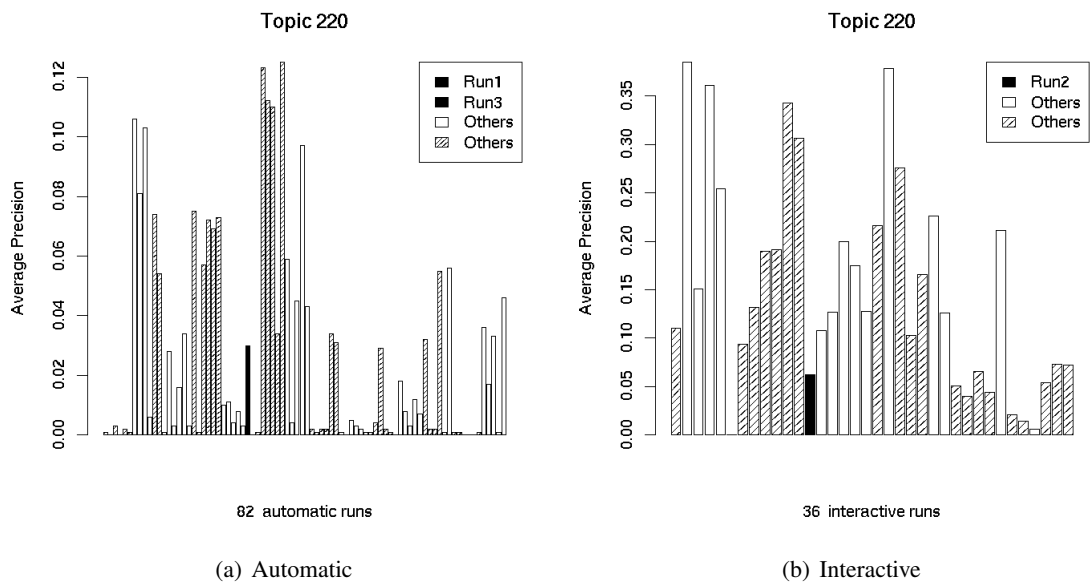 Topic 220
Average Precision
0.12
0.10
0.08
0.06
0.04
0.02
0.00
Run1
Run3
Others
Others
82 automatic runs
(a) Automatic
Topic 220
Average Precision
0.35
0.30
0.25
0.20
0.15
0.10
0.05
0.00
Run2
Others
Others
36 interactive runs
(b) Interactive